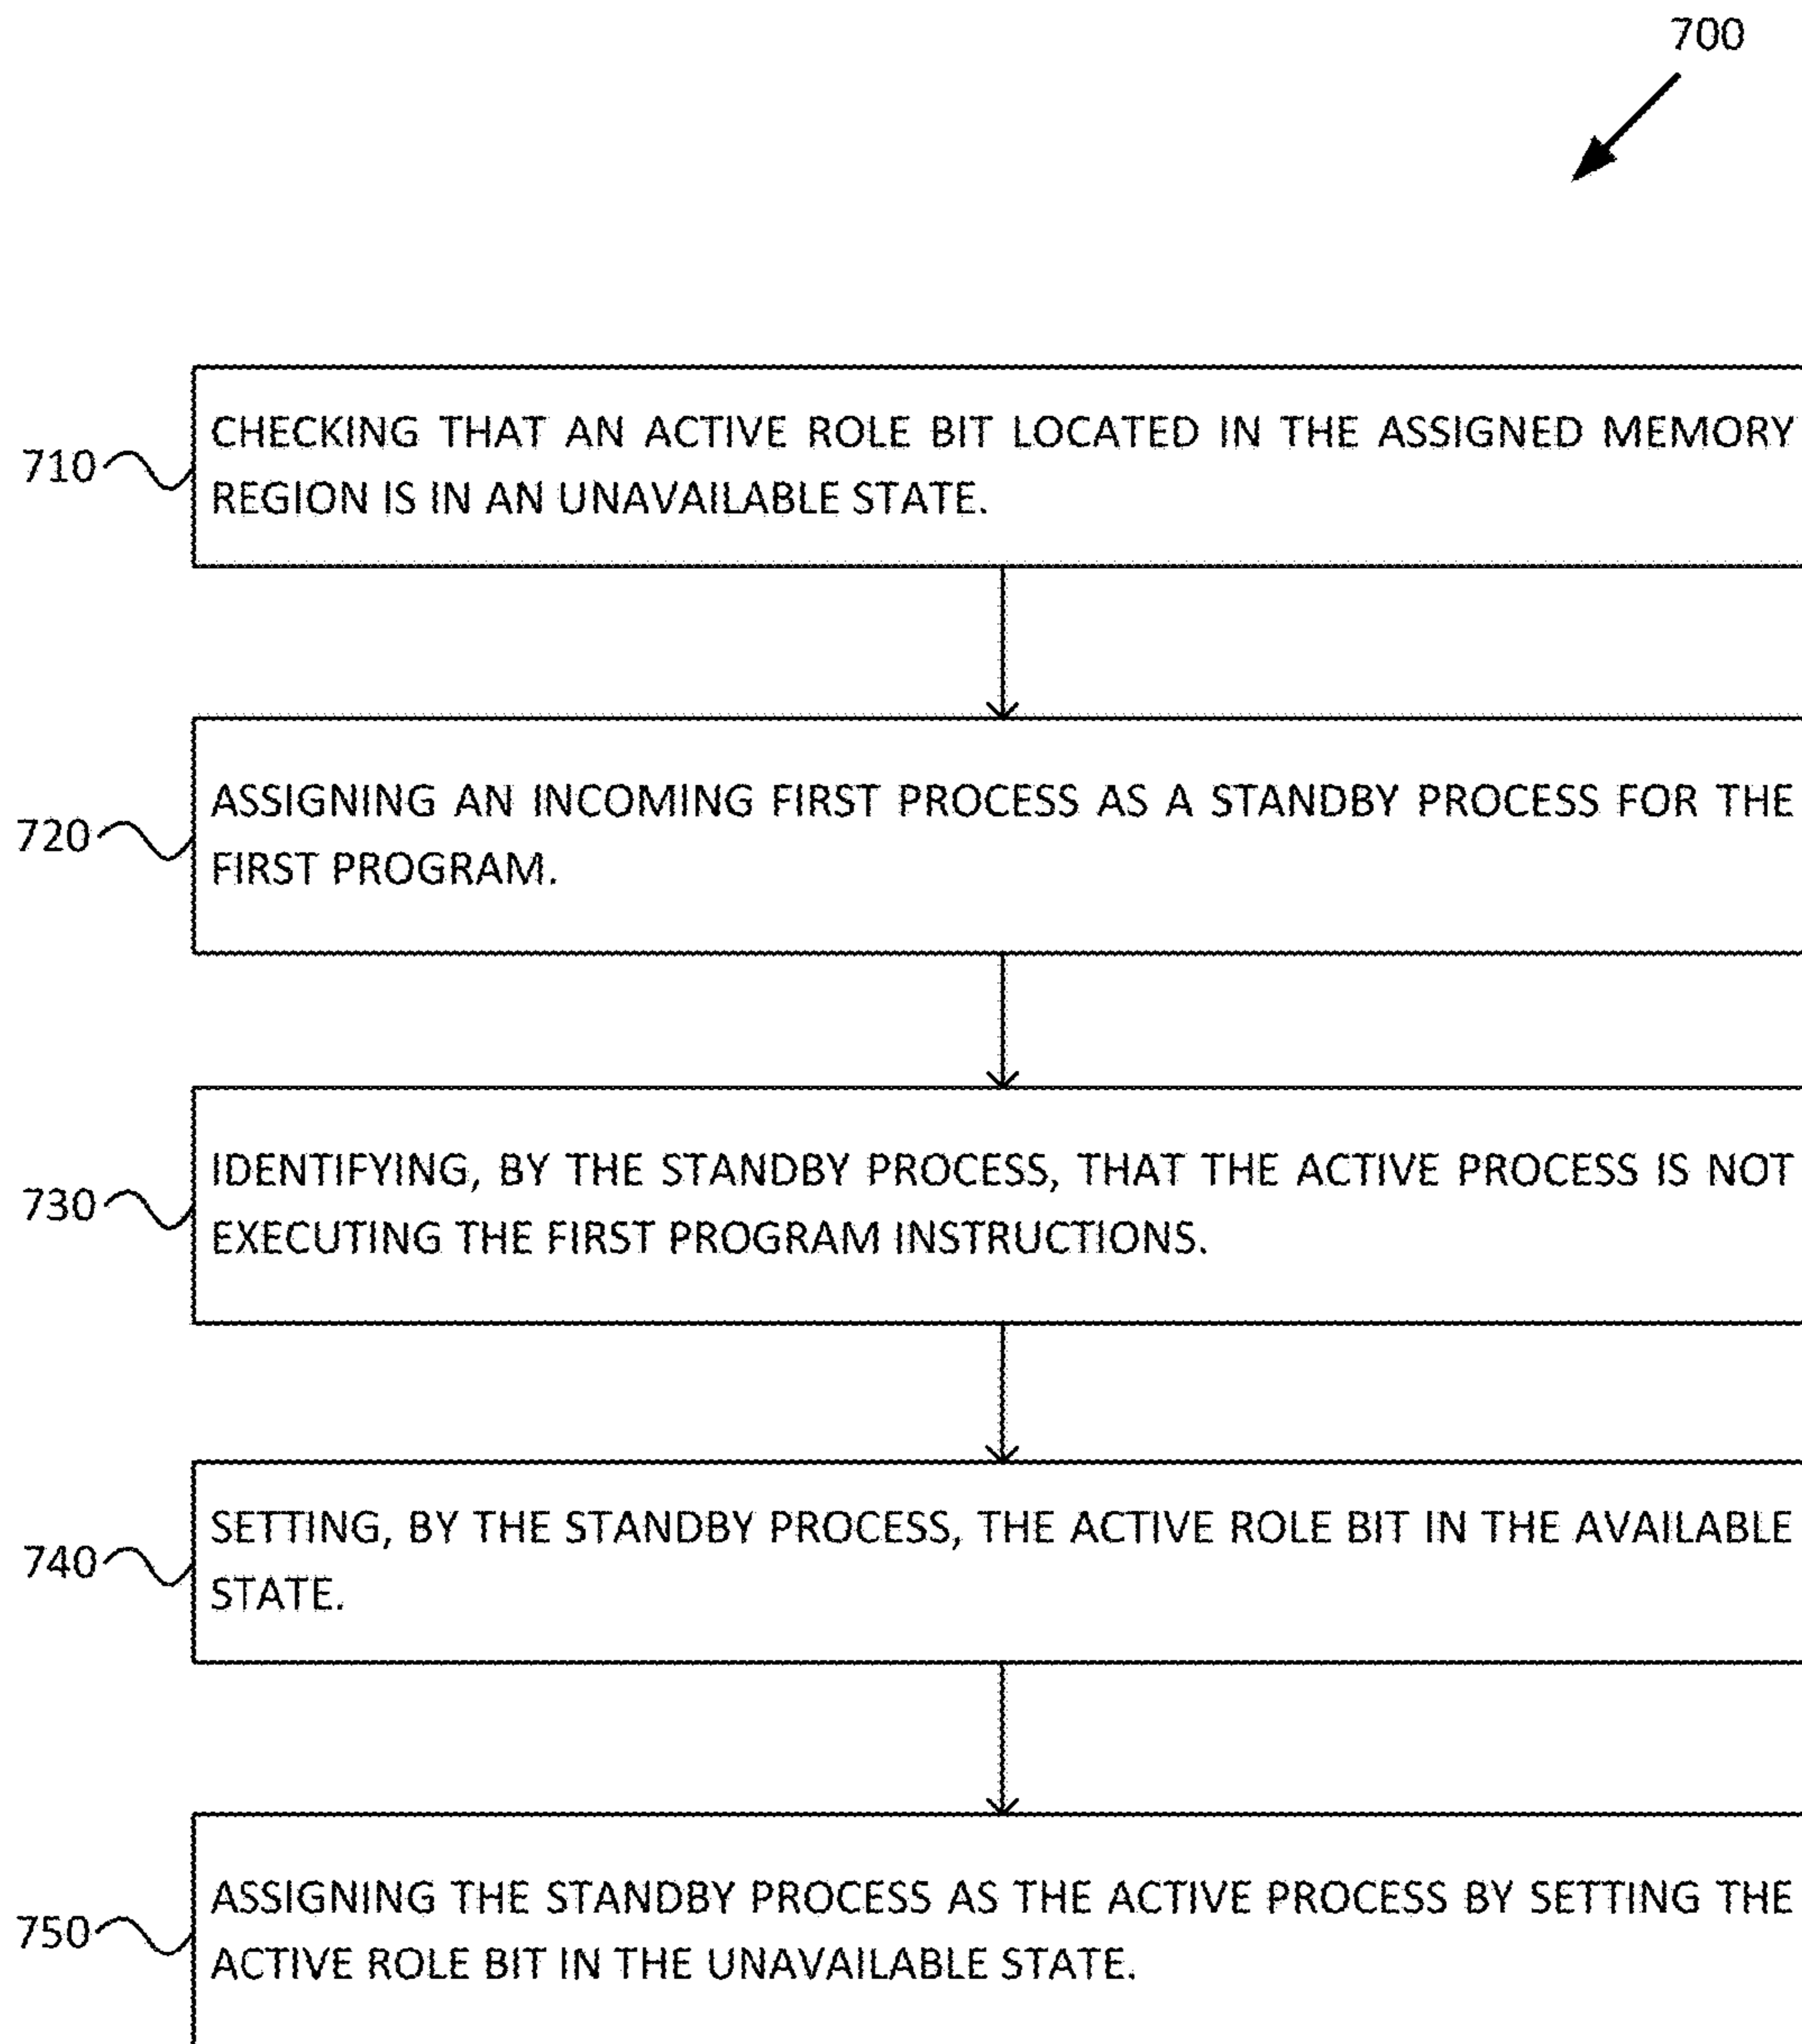 700
710
CHECKING THAT AN ACTIVE ROLE BIT LOCATED IN THE ASSIGNED MEMORY
REGION IS IN AN UNAVAILABLE STATE.
720
ASSIGNING AN INCOMING FIRST PROCESS AS A STANDBY PROCESS FOR THE
FIRST PROGRAM.
730
IDENTIFYING, BY THE STANDBY PROCESS, THAT THE ACTIVE PROCESS IS NOT
EXECUTING THE FIRST PROGRAM INSTRUCTIONS.
740
SETTING, BY THE STANDBY PROCESS, THE ACTIVE ROLE BIT IN THE AVAILABLE
STATE.
750
ASSIGNING THE STANDBY PROCESS AS THE ACTIVE PROCESS BY SETTING THE
ACTIVE ROLE BIT IN THE UNAVAILABLE STATE.